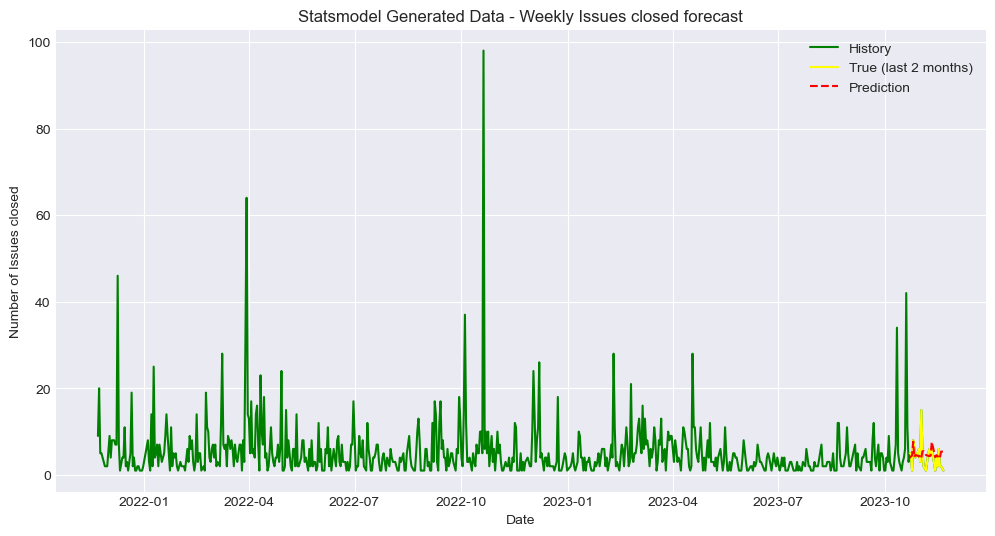 Statsmodel Generated Data - Weekly Issues closed forecast
History
True (last 2 months)
Prediction
Number of Issues closed
100
80
60
40
20
0
2022-01
2022-04
2022-07
2022-10
2023-01
2023-04
2023-07
2023-10
Date